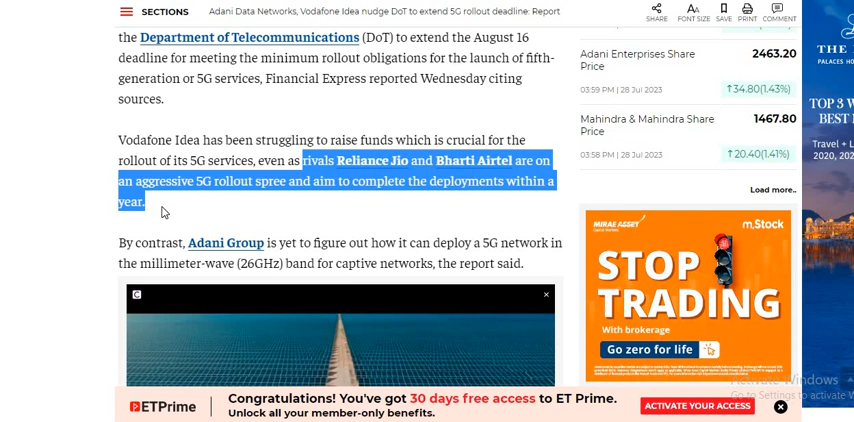 SECTIONS
Adani Data Networks, Vodafone Idea nudge DoT to extend 5G rollout deadline: Report
SHARE
FONT SIZE
SAVE
PRINT
COMMENT
the Department of Telecommunications (DoT) to extend the August 16
deadline for meeting the minimum rollout obligations for the launch of fifth-
generation or 5G services, Financial Express reported Wednesday citing
sources.
Vodafone Idea has been struggling to raise funds which is crucial for the
rollout of its 5G services, even as rivals Reliance Jio and Bharti Airtel are on
an aggressive 5G rollout spree and aim to complete the deployments within a
year.
By contrast, Adani Group is yet to figure out how it can deploy a 5G network in
the millimeter-wave (26GHz) band for captive networks, the report said.
Adani Enterprises Share
Price
2463.20
03:59 PM | 28 Jul 2023
↑34.80(1.43%)
Mahindra & Mahindra Share
Price
1467.80
03:58 PM | 28 Jul 2023
↑20.40(1.41%)
Load more..
MIRAE ASSET
m.Stock
STOP
TRADING
With brokerage
Go zero for life
THE
PALACES
TOP 3 W
BEST
Travel + L
2020, 202
Activate Windows
Go to Settings to activate W
ETPrime
Congratulations! You've got 30 days free access to ET Prime.
Unlock all your member-only benefits.
ACTIVATE YOUR ACCESS